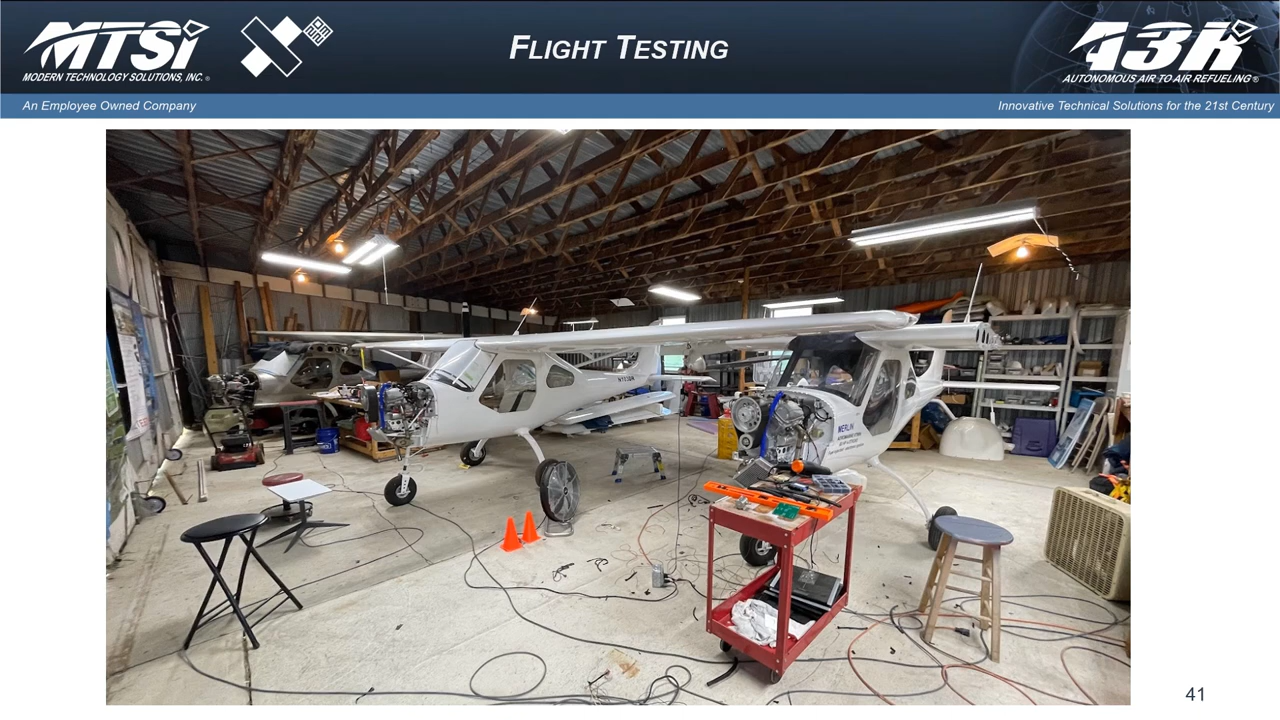 MTSi
MODERN TECHNOLOGY SOLUTIONS, INC.®
FLIGHT TESTING
A3R
AUTONOMOUS AIR TO AIR REFUELING®
An Employee Owned Company
Innovative Technical Solutions for the 21st Century
MERLIN
41